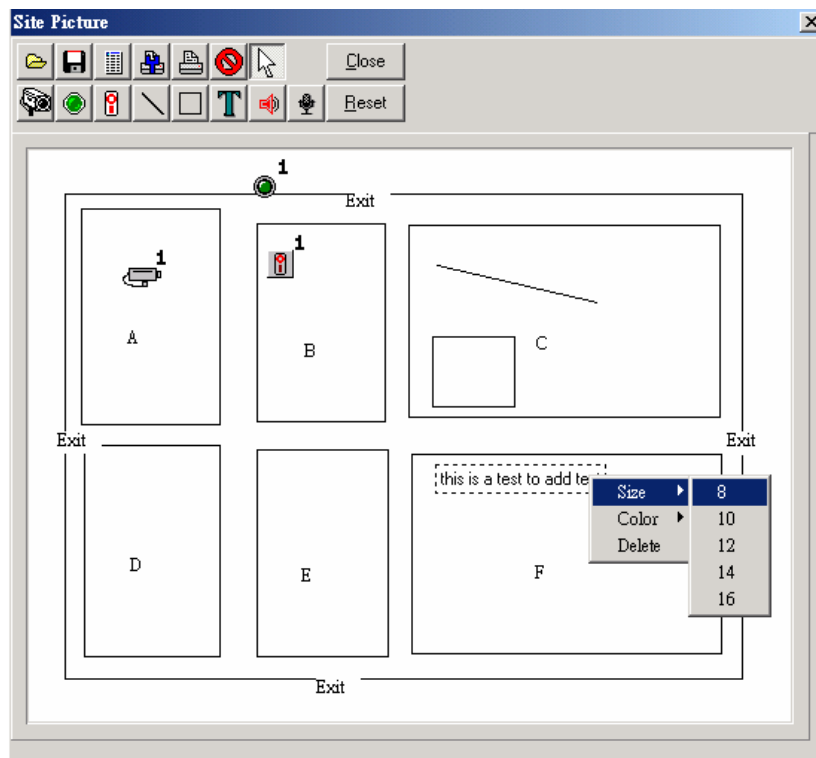 Site Picture
Close
T
Reset
1
Exit
1
1
A
B
C
Exit
Exit
this is a test to add te
Size 8
Color 10
Delete 12
14
16
D
E
F
Exit